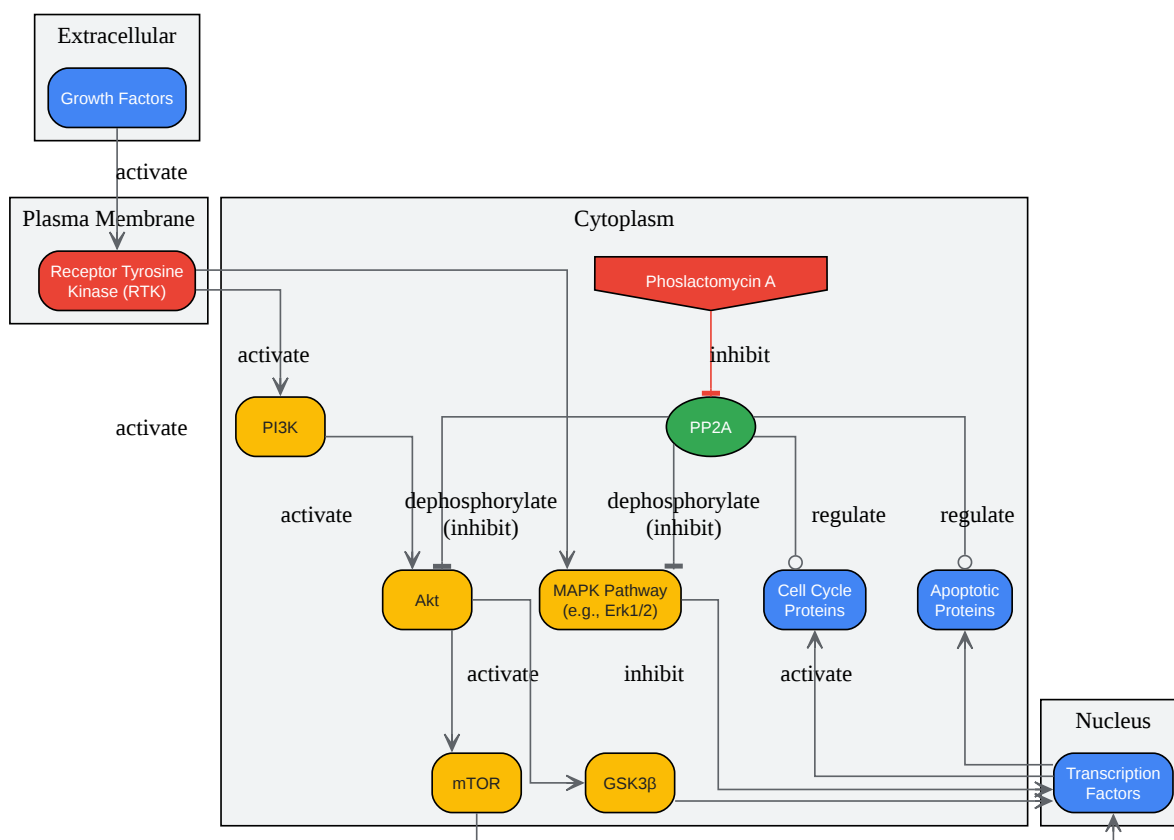 Extracellular
Growth Factors
activate
Plasma Membrane
Receptor Tyrosine
Kinase (RTK)
Cytoplasm
Phoslactomycin A
activate
inhibit
activate
PI3K
PP2A
activate
dephosphorylate
(inhibit)
dephosphorylate
(inhibit)
regulate
regulate
Akt
MAPK Pathway
(e.g., Erk1/2)
Cell Cycle
Proteins
Apoptotic
Proteins
activate
inhibit
activate
Nucleus
mTOR
GSK3β
Transcription
Factors